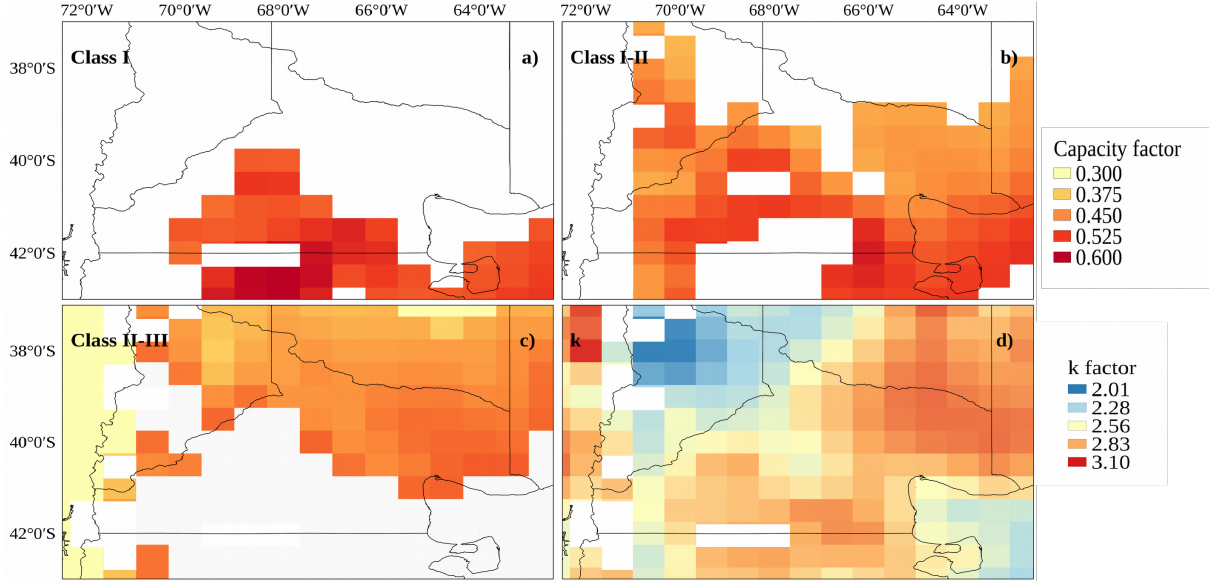 72°0'W 70°0'W 68°0'W 66°0'W 64°0'W 72°0'W 70°0'W 68°0'W 66°0'W 64°0'W
Class I a) Class I-II b)
38°0'S
40°0'S
42°0'S
Capacity factor
0.300
0.375
0.450
0.525
0.600
Class II-III c) k d)
38°0'S
40°0'S
42°0'S
k factor
2.01
2.28
2.56
2.83
3.10